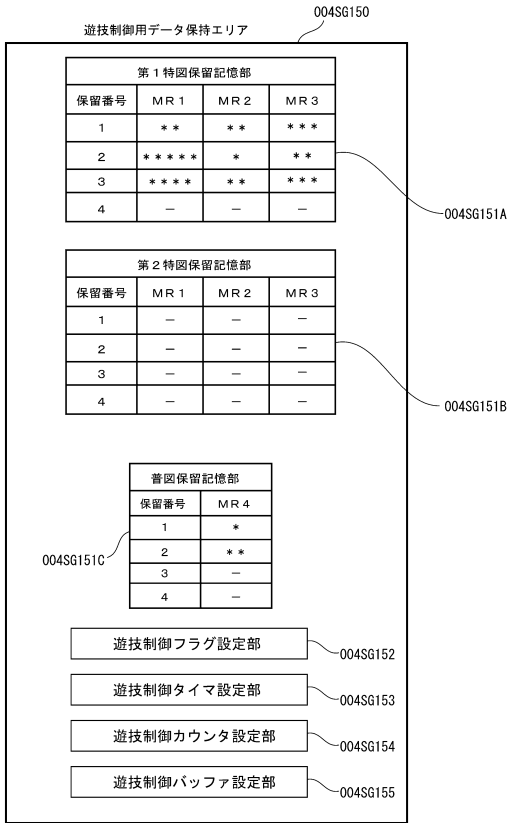 004SG150
遊技制御用データ保持エリア
第1特図保留記憶部
保留番号 MR1 MR2 MR3
1 ** ** ***
2 ***** * **
3 **** ** ***
4 － － －
004SG151A
第2特図保留記憶部
保留番号 MR1 MR2 MR3
1 － － －
2 － － －
3 － － －
4 － － －
004SG151B
普図保留記憶部
保留番号 MR4
1 *
2 **
3 －
4 －
004SG151C
遊技制御フラグ設定部
004SG152
遊技制御タイマ設定部
004SG153
遊技制御カウンタ設定部
004SG154
遊技制御バッファ設定部
004SG155